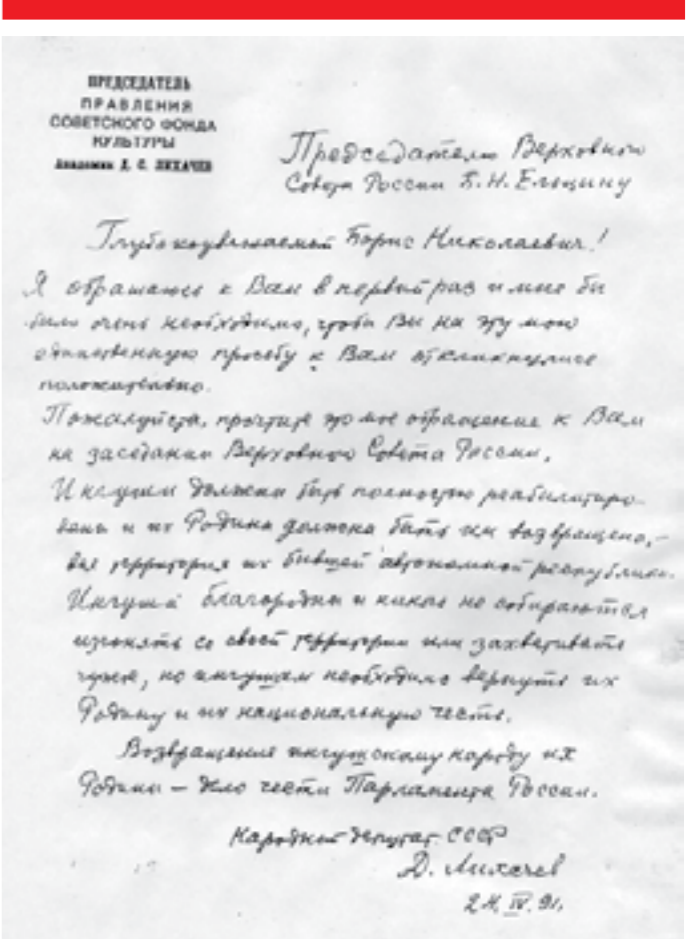 ПРЕДСЕДАТЕЛЬ
ПРАВЛЕНИЯ
СОВЕТСКОГО ФОНДА
КУЛЬТУРЫ
Академик Д. С. ЛИХАЧЕВ
Председателю Верховного
Совета России Б. Н. Ельцину
Глубокоуважаемый Борис Николаевич!
Я обращаюсь к Вам в первый раз и мне бы
было очень необходимо, чтобы Вы на эту мою
единственную просьбу к Вам откликнулись
положительно.
Пожалуйста, прочтите это мое обращение к Вам
на заседании Верховного Совета России.
Ингуши должны быть полностью реабилитиро-
ваны и их Родина должна быть им возвращена, –
вся территория их бывшей автономной республики.
Ингуши благородны и никого не собираются
изгонять со своей территории или захватывать
чужое, но ингушам необходимо вернуть их
Родину и их национальную честь.
Возвращение ингушскому народу их
Родины – дело чести Парламента России.
Народный депутат СССР
Д. Лихачев
24. IV. 91.